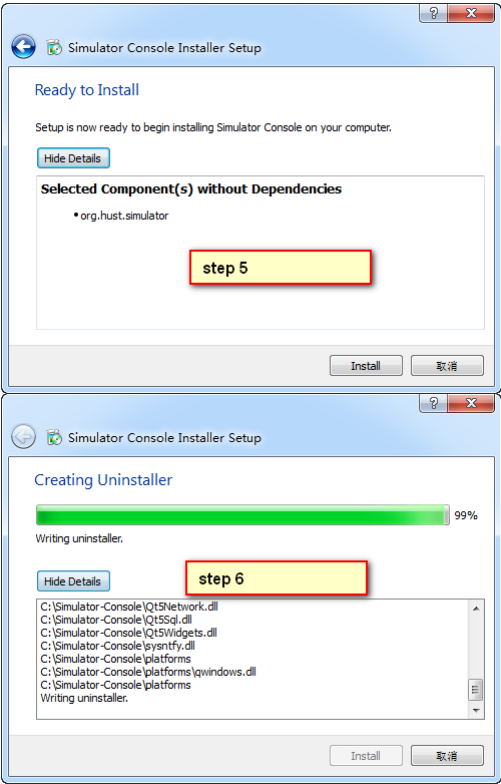 Simulator Console Installer Setup
Ready to Install
Setup is now ready to begin installing Simulator Console on your computer.
Hide Details
Selected Component(s) without Dependencies
• org.hust.simulator
step 5
Install
取消
Simulator Console Installer Setup
Creating Uninstaller
99%
Writing uninstaller.
step 6
Hide Details
C:\Simulator-Console\Qt5Network.dll
C:\Simulator-Console\Qt5Sql.dll
C:\Simulator-Console\Qt5Widgets.dll
C:\Simulator-Console\sysntfy.dll
C:\Simulator-Console\platforms
C:\Simulator-Console\platforms\qwindows.dll
C:\Simulator-Console\platforms
Writing uninstaller.
Install
取消